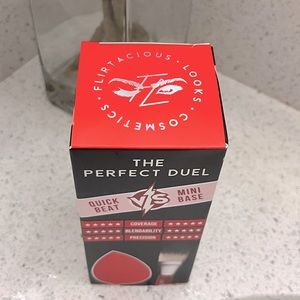 FLIRTACIOUS · LOOKS · COSMETICS ·
FL
THE
PERFECT DUEL
QUICK BEAT
VS
MINI BASE
COVERAGE
BLENDABILITY
PRECISION